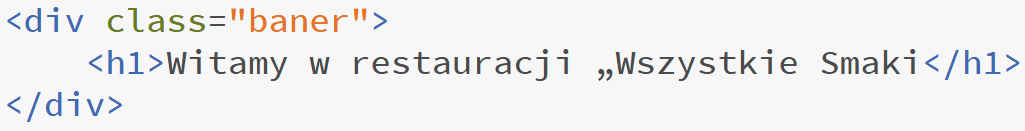 <div class="baner">
    <h1>Witamy w restauracji „Wszystkie Smaki</h1>
</div>